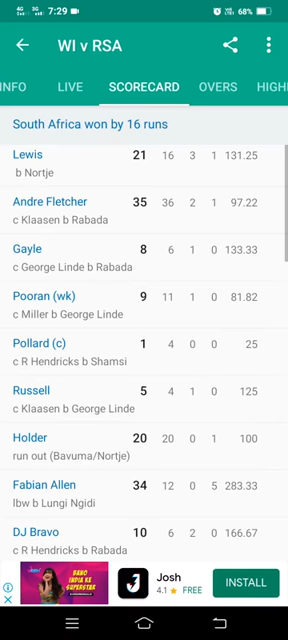 4G 3G 7:29 68%
WI v RSA
INFO LIVE SCORECARD OVERS HIGH
South Africa won by 16 runs
Lewis 21 16 3 1 131.25
b Nortje
Andre Fletcher 35 36 2 1 97.22
c Klaasen b Rabada
Gayle 8 6 1 0 133.33
c George Linde b Rabada
Pooran (wk) 9 11 1 0 81.82
c Miller b George Linde
Pollard (c) 1 4 0 0 25
c R Hendricks b Shamsi
Russell 5 4 1 0 125
c Klaasen b George Linde
Holder 20 20 0 1 100
run out (Bavuma/Nortje)
Fabian Allen 34 12 0 5 283.33
lbw b Lungi Ngidi
DJ Bravo 10 6 2 0 166.67
c R Hendricks b Rabada
BANO
INDIA KE
SUPERSTAR
Josh
4.1 ★ FREE
INSTALL